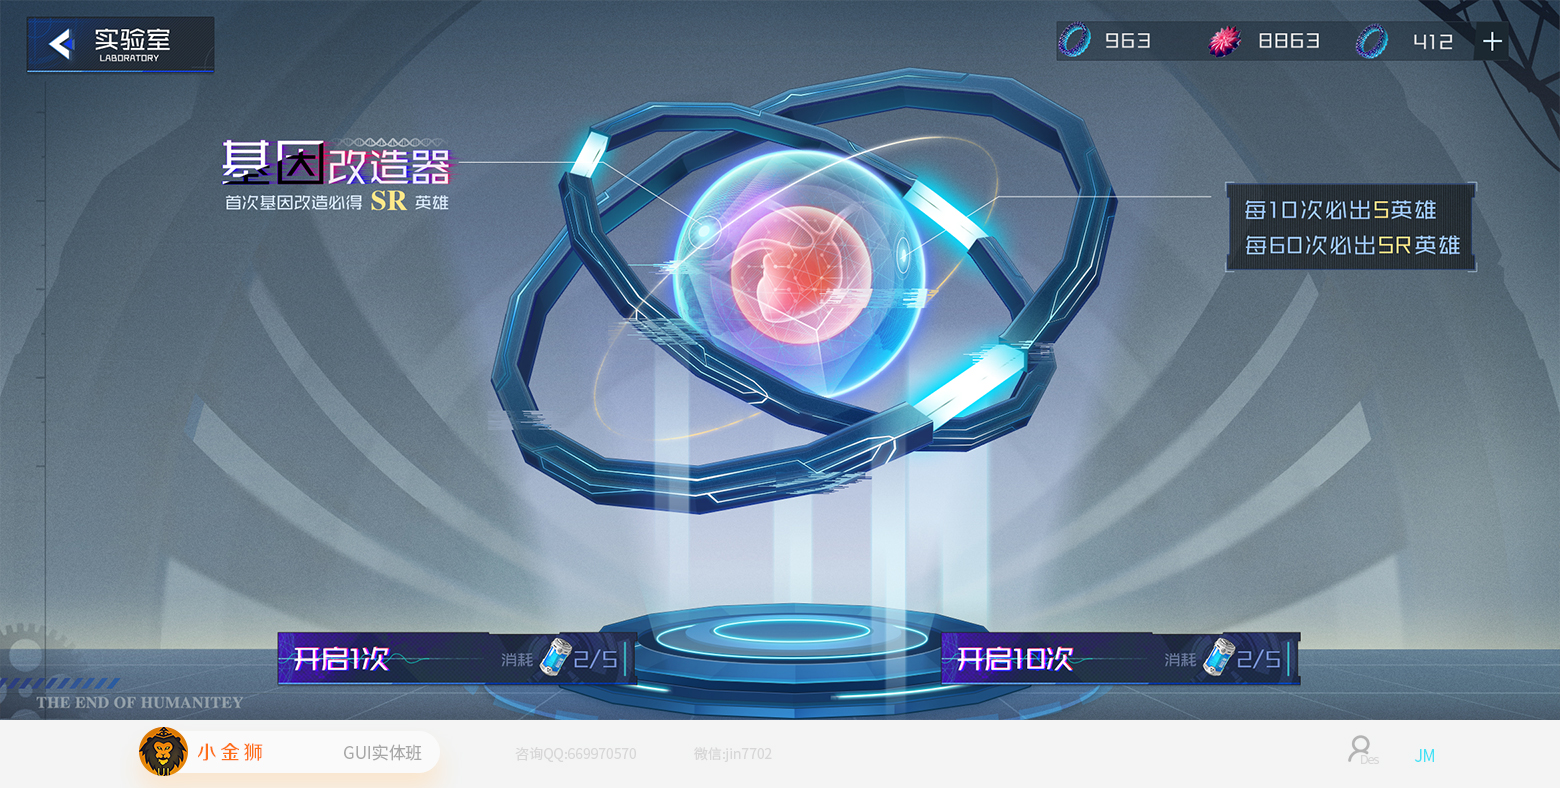 实验室
LABORATORY
963
8863
412
基因改造器
首次基因改造必得 SR 英雄
每10次必出S英雄
每60次必出SR英雄
开启1次
消耗
2/5
开启10次
消耗
2/5
THE END OF HUMANITEY
小金狮
GUI实体班
咨询QQ:669970570
微信:jin7702
Des
JM
UI